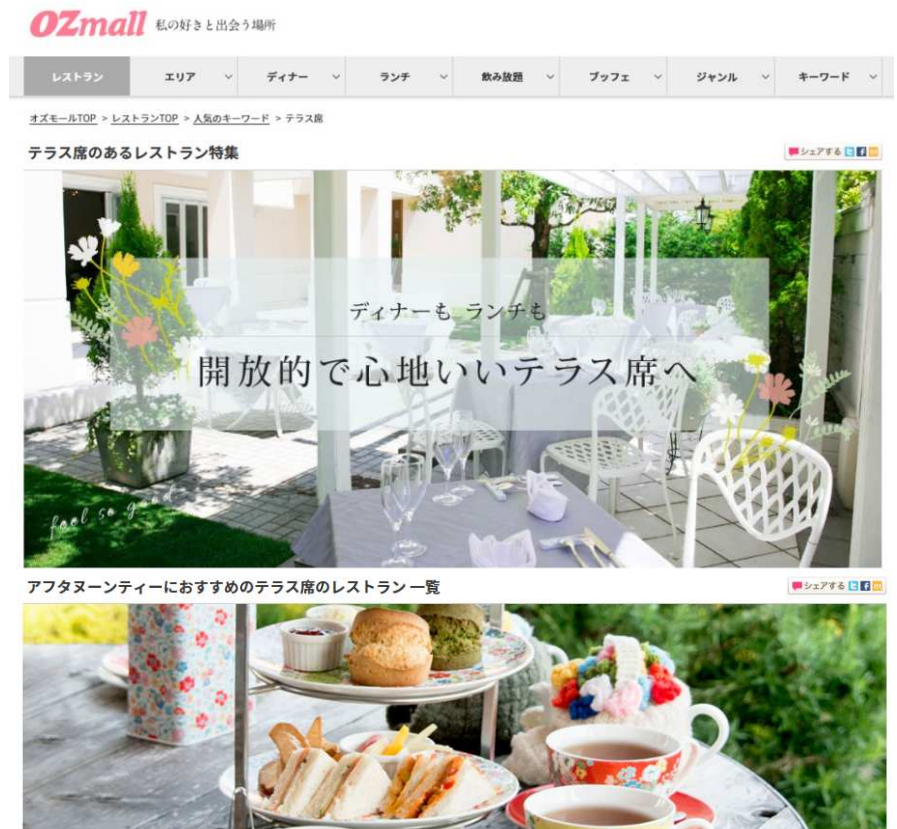 OZmall 私の好きと出会う場所
レストラン エリア ディナー ランチ 飲み放題 ブッフェ ジャンル キーワード
オズモールTOP > レストランTOP > 人気のキーワード > テラス席
テラス席のあるレストラン特集 シェアする
ディナーも ランチも
開放的で心地いいテラス席へ
feel so good
アフタヌーンティーにおすすめのテラス席のレストラン 一覧 シェアする